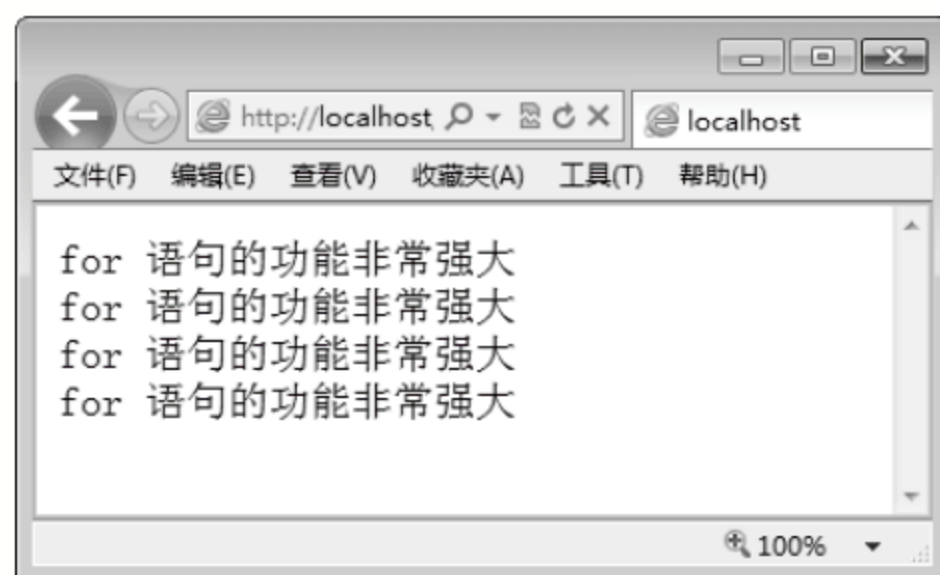 http://localhost, localhost
文件(F) 编辑(E) 查看(V) 收藏夹(A) 工具(T) 帮助(H)
for 语句的功能非常强大
for 语句的功能非常强大
for 语句的功能非常强大
for 语句的功能非常强大
100%